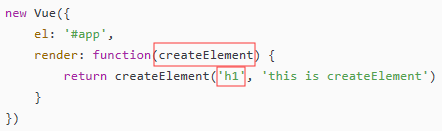 new Vue({
    el: '#app',
    render: function(createElement) {
        return createElement('h1', 'this is createElement')
    }
})